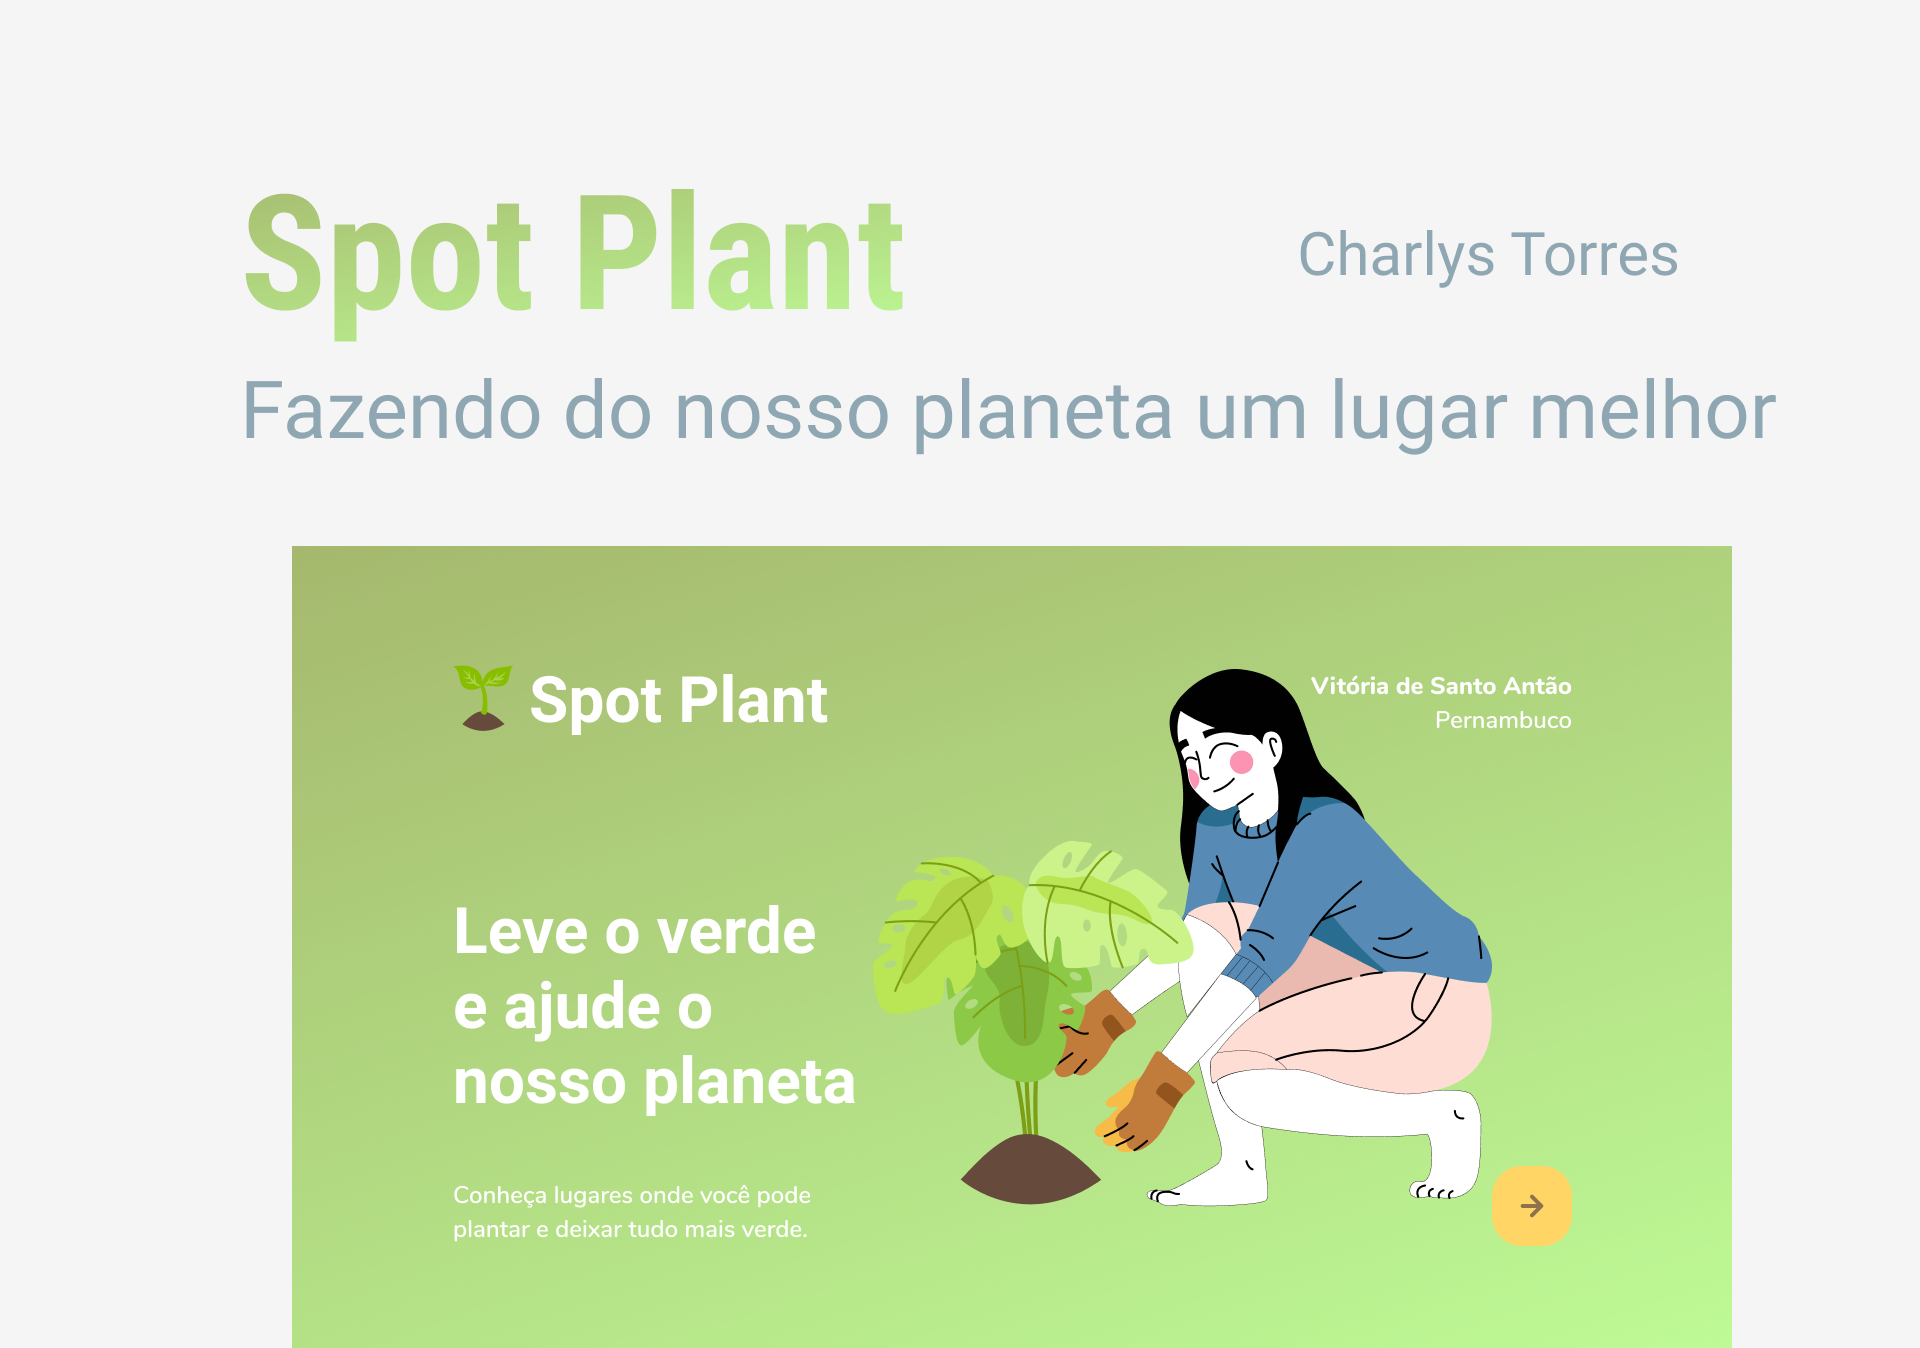 Spot Plant
Charlys Torres
Fazendo do nosso planeta um lugar melhor
Spot Plant
Vitória de Santo Antão
Pernambuco
Leve o verde
e ajude o
nosso planeta
Conheça lugares onde você pode
plantar e deixar tudo mais verde.